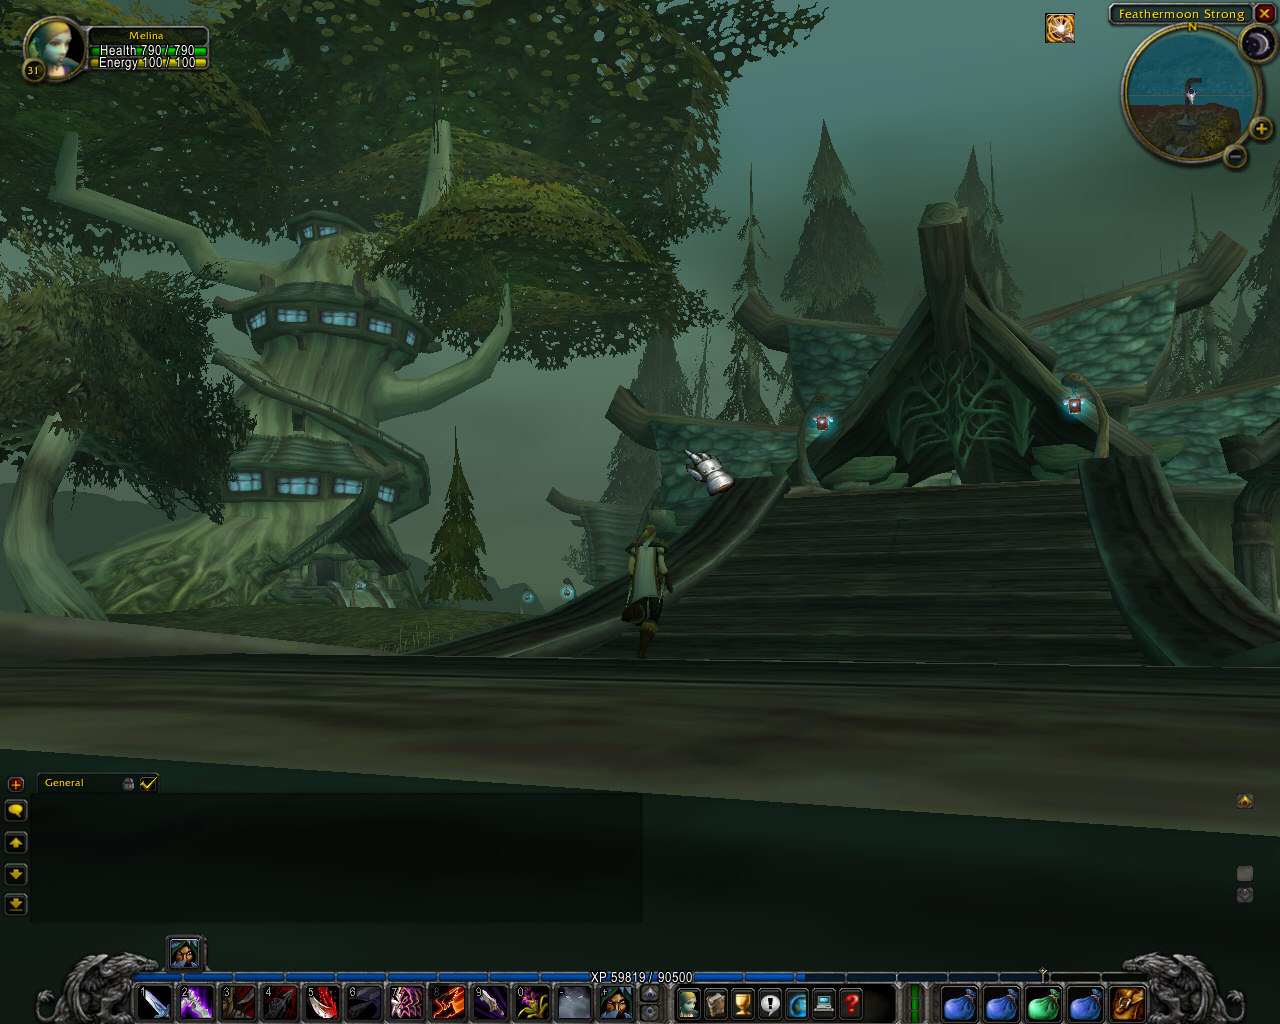 Melina
Health 790 / 790
Energy 100 / 100
31
Feathermoon Strong
N
General
XP 59819 / 90500
1 2 3 4 5 6 8 9 0 - +